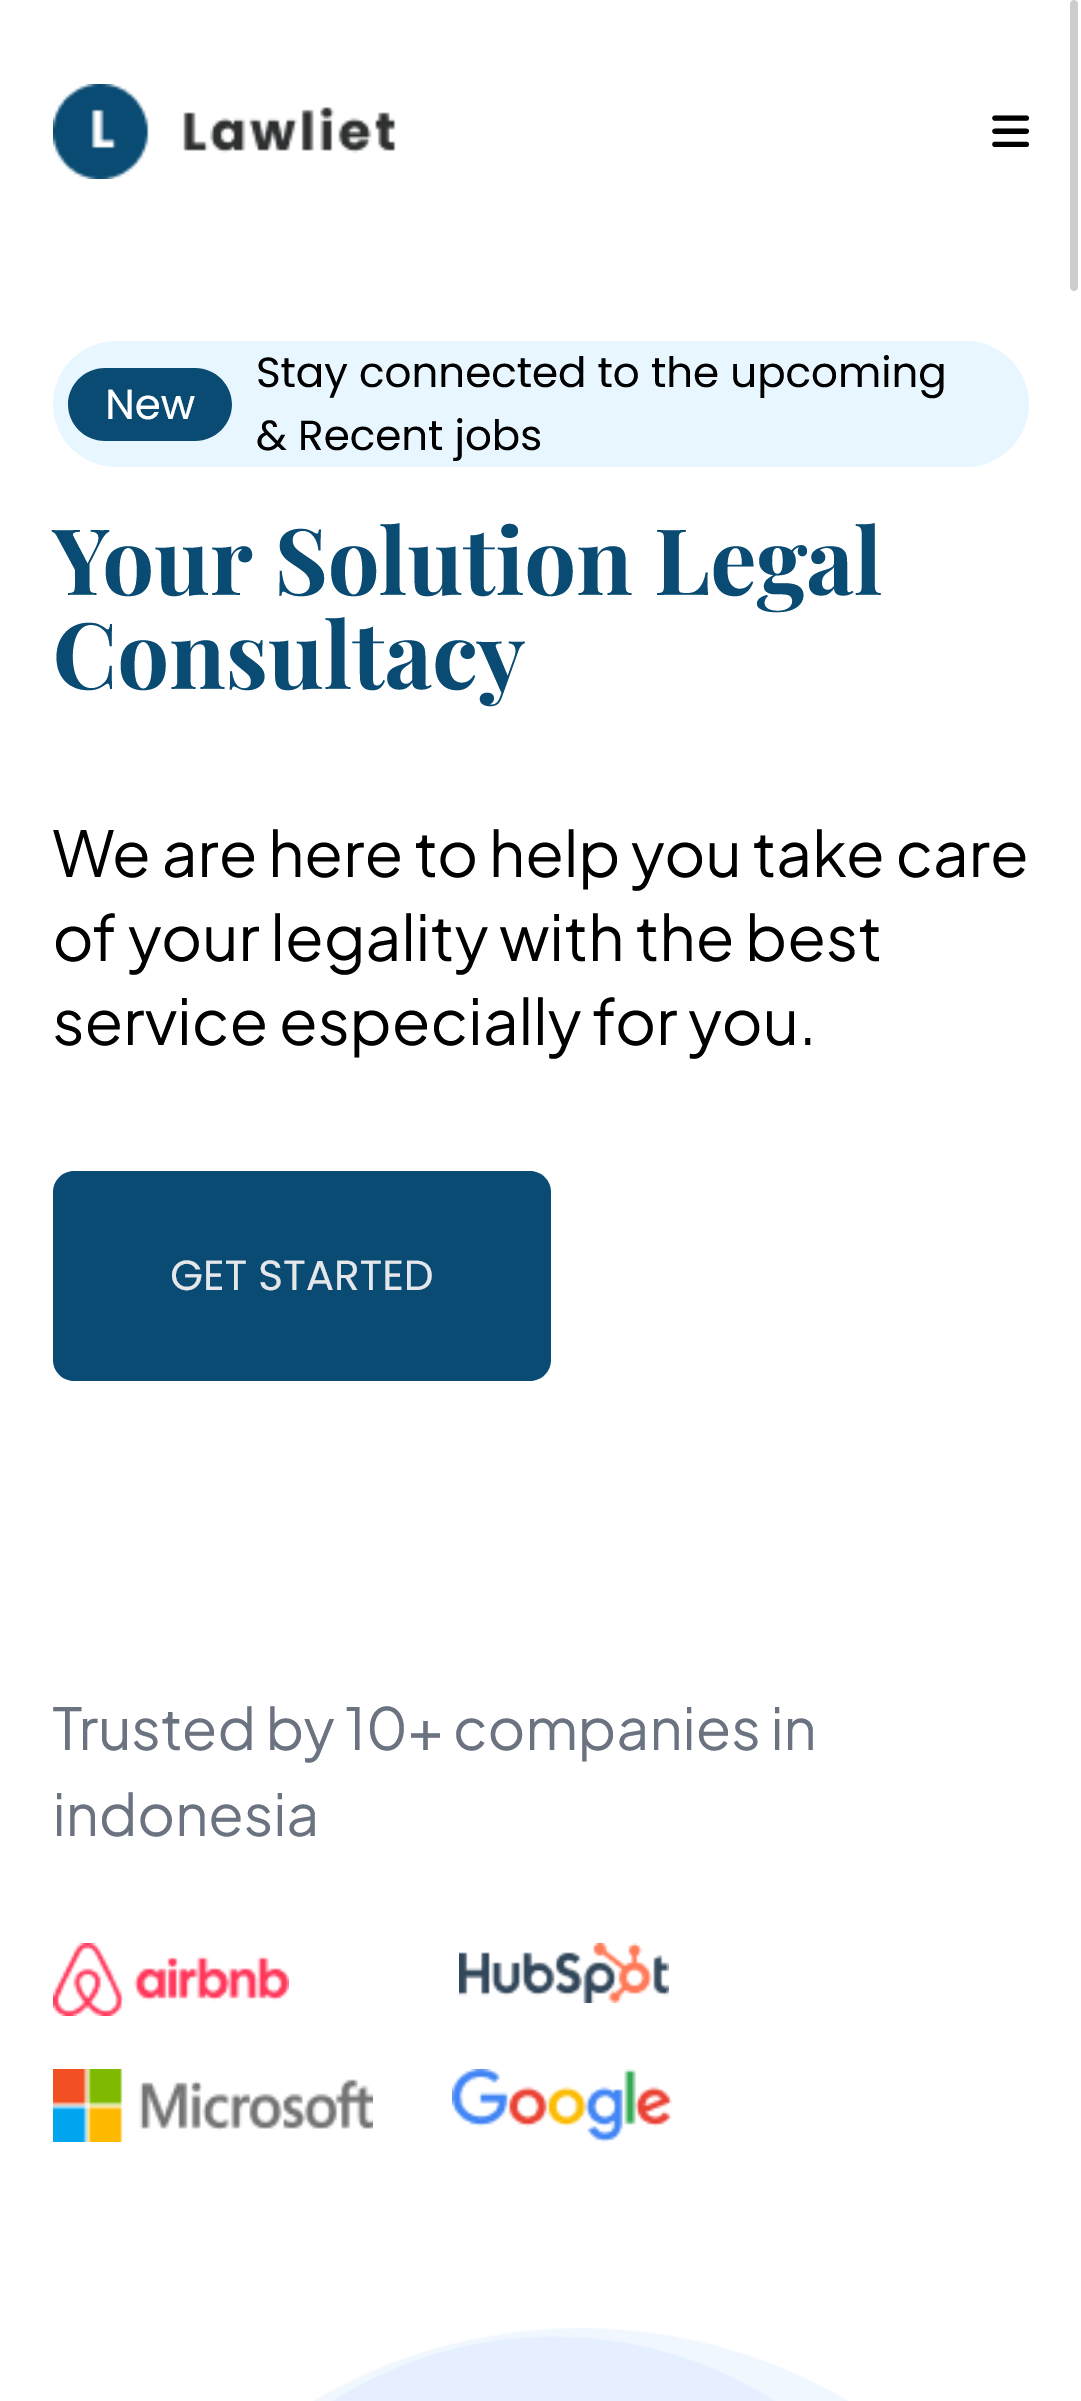 L Lawliet
New
Stay connected to the upcoming
& Recent jobs
Your Solution Legal
Consultacy
We are here to help you take care
of your legality with the best
service especially for you.
GET STARTED
Trusted by 10+ companies in
indonesia
airbnb
HubSpot
Microsoft
Google